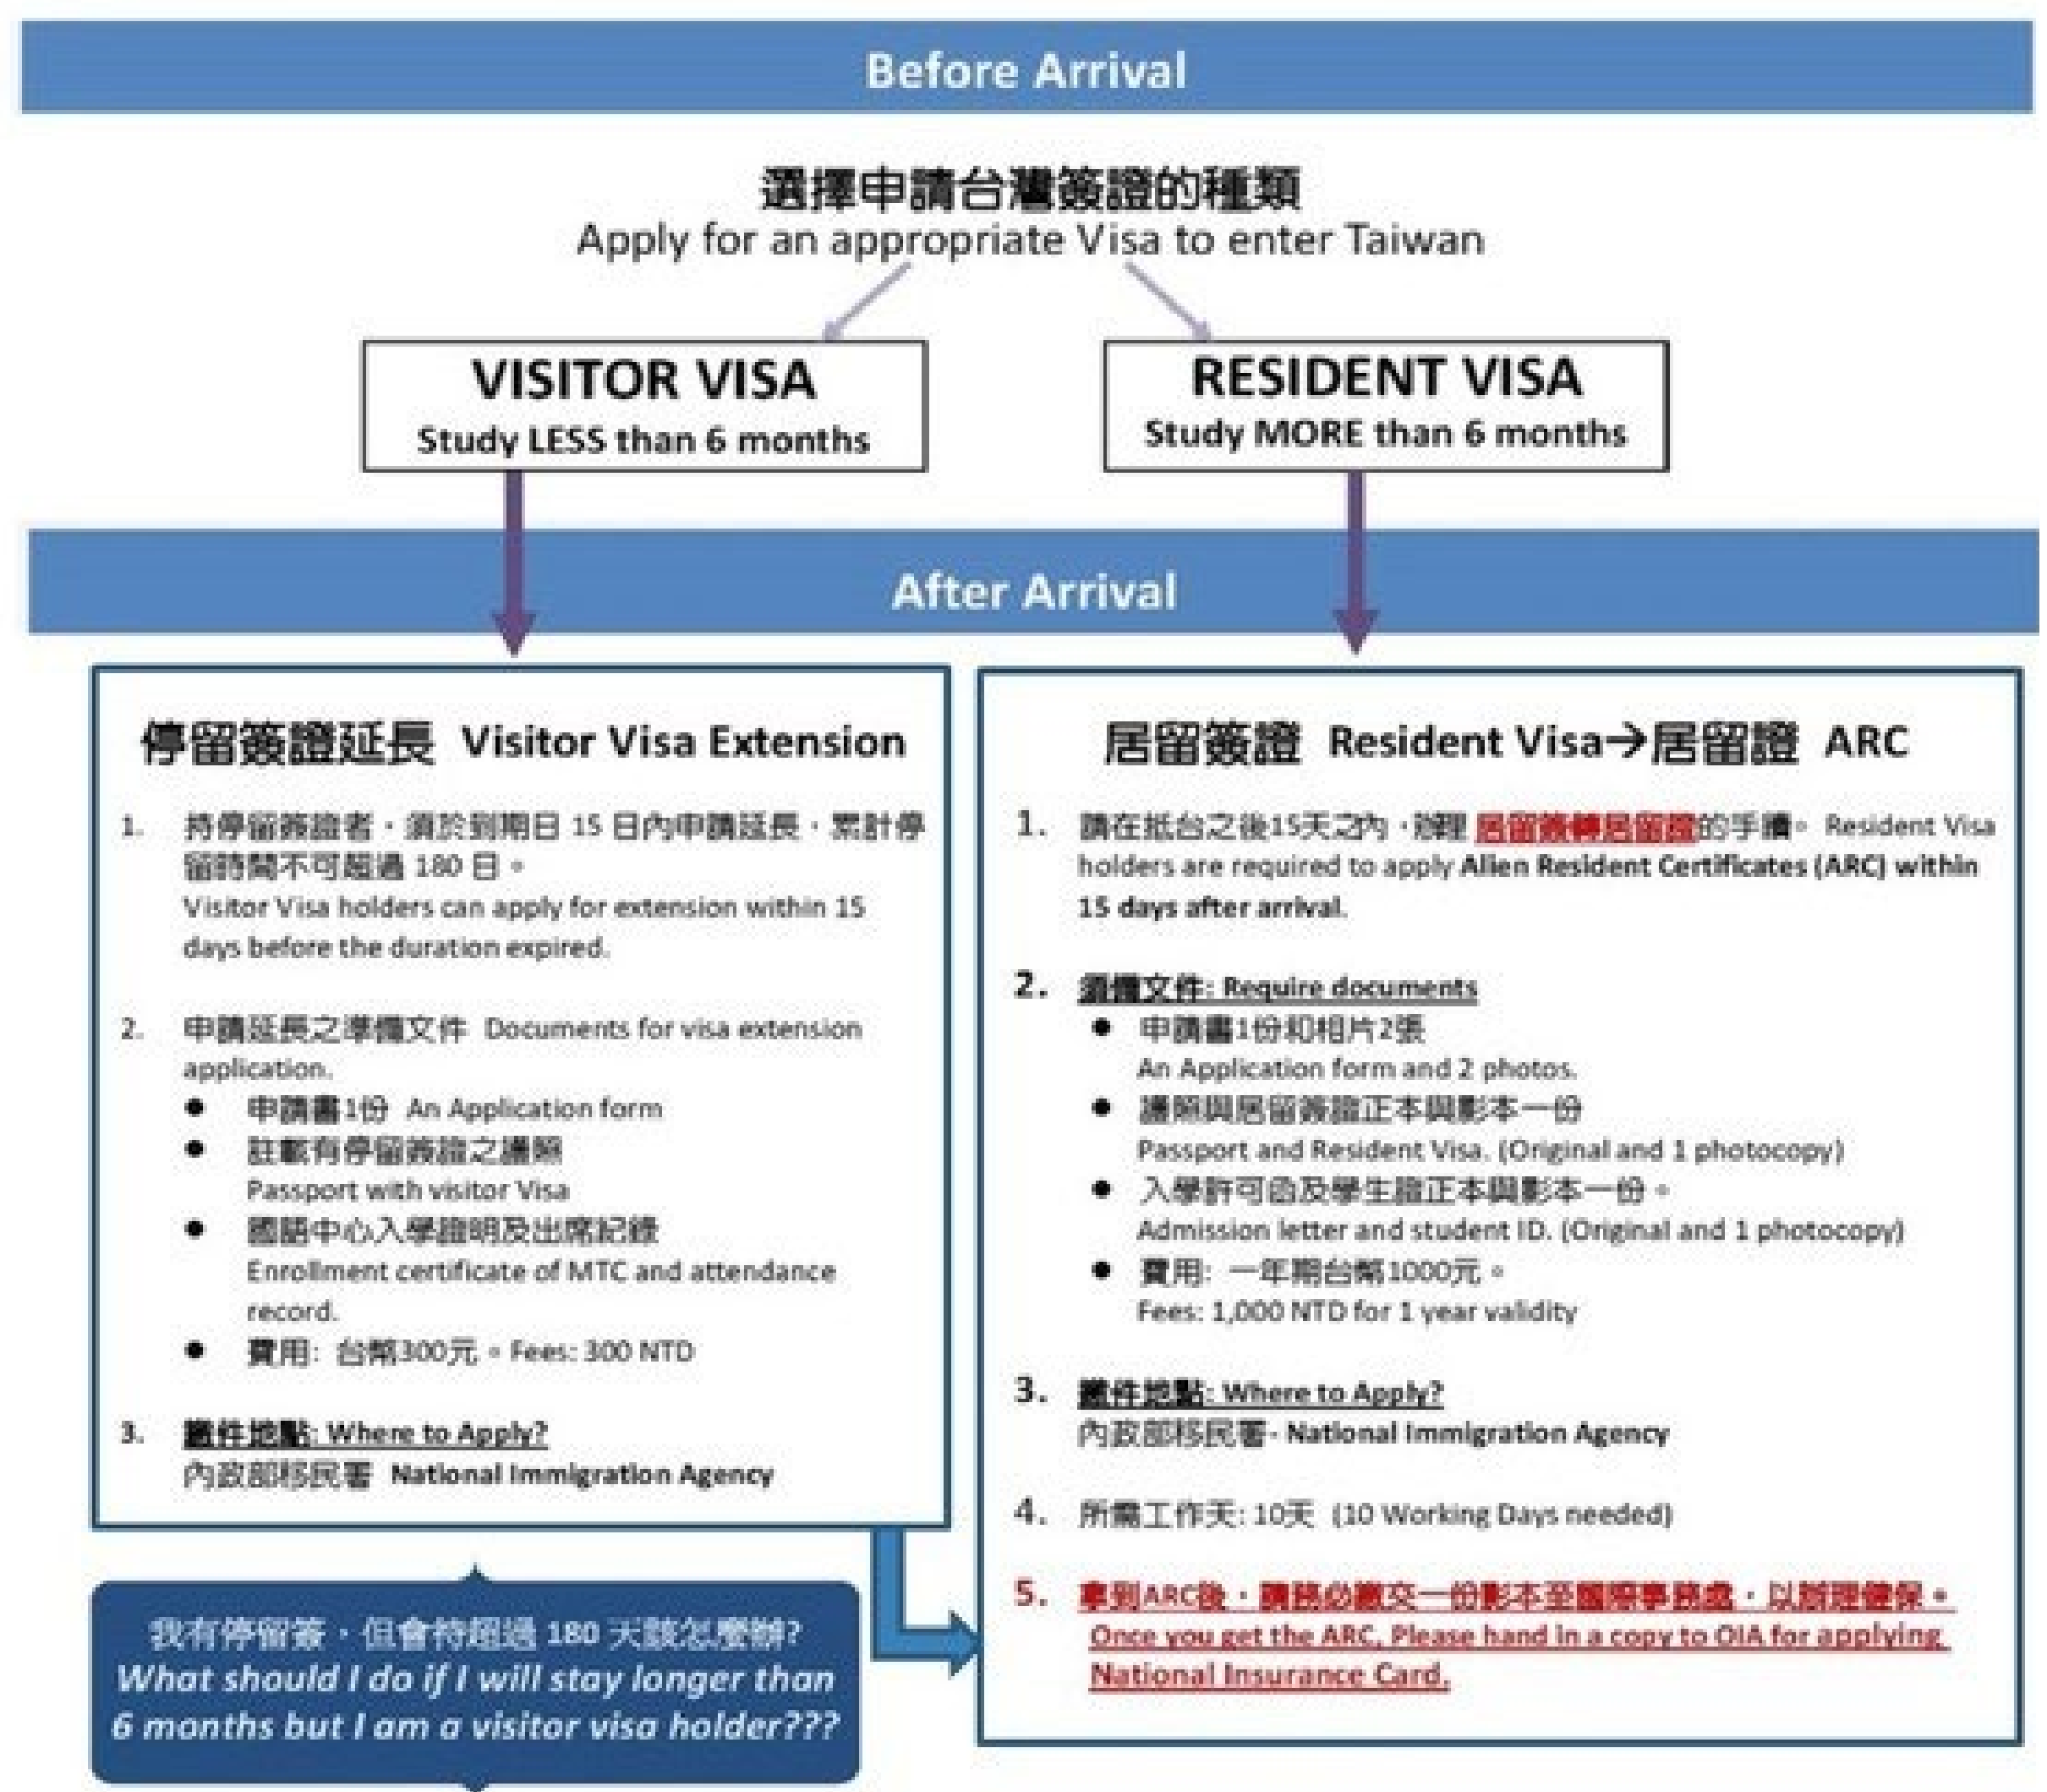 Before Arrival
選擇申請台灣簽證的種類
Apply for an appropriate Visa to enter Taiwan
VISITOR VISA
Study LESS than 6 months
RESIDENT VISA
Study MORE than 6 months
After Arrival
停留簽證延長 Visitor Visa Extension
1. 持停留簽證者，須於到期日 15 日內申請延長，累計停
留時間不可超過 180 日。
Visitor Visa holders can apply for extension within 15
days before the duration expired.
2. 申請延長之準備文件 Documents for visa extension
application.
● 申請書1份 An Application form
● 註載有停留簽證之護照
Passport with visitor Visa
● 國語中心入學證明及出席紀錄
Enrollment certificate of MTC and attendance
record.
● 費用: 台幣300元。Fees: 300 NTD
3. 繳件地點: Where to Apply?
內政部移民署 National Immigration Agency
我有停留簽，但會待超過 180 天該怎麼辦?
What should I do if I will stay longer than
6 months but I am a visitor visa holder???
居留簽證 Resident Visa→居留證 ARC
1. 請在抵台之後15天之內，辦理 居留簽轉居留證的手續。 Resident Visa
holders are required to apply Alien Resident Certificates (ARC) within
15 days after arrival.
2. 須備文件: Require documents
● 申請書1份和相片2張
An Application form and 2 photos.
● 護照與居留簽證正本與影本一份
Passport and Resident Visa. (Original and 1 photocopy)
● 入學許可函及學生證正本與影本一份。
Admission letter and student ID. (Original and 1 photocopy)
● 費用: 一年期台幣1000元。
Fees: 1,000 NTD for 1 year validity
3. 繳件地點: Where to Apply?
內政部移民署- National Immigration Agency
4. 所需工作天: 10天 (10 Working Days needed)
5. 拿到ARC後，請務必繳交一份影本至國際事務處，以辦理健保。
Once you get the ARC, Please hand in a copy to OIA for applying
National Insurance Card.